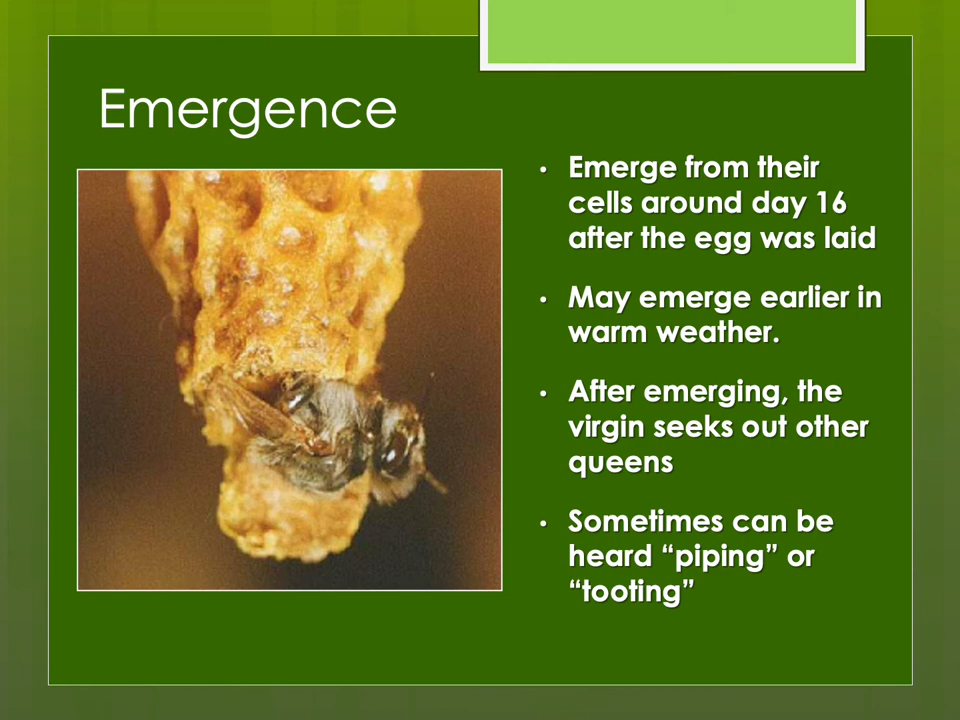 Emergence
• Emerge from their
cells around day 16
after the egg was laid
• May emerge earlier in
warm weather.
• After emerging, the
virgin seeks out other
queens
• Sometimes can be
heard “piping” or
“tooting”